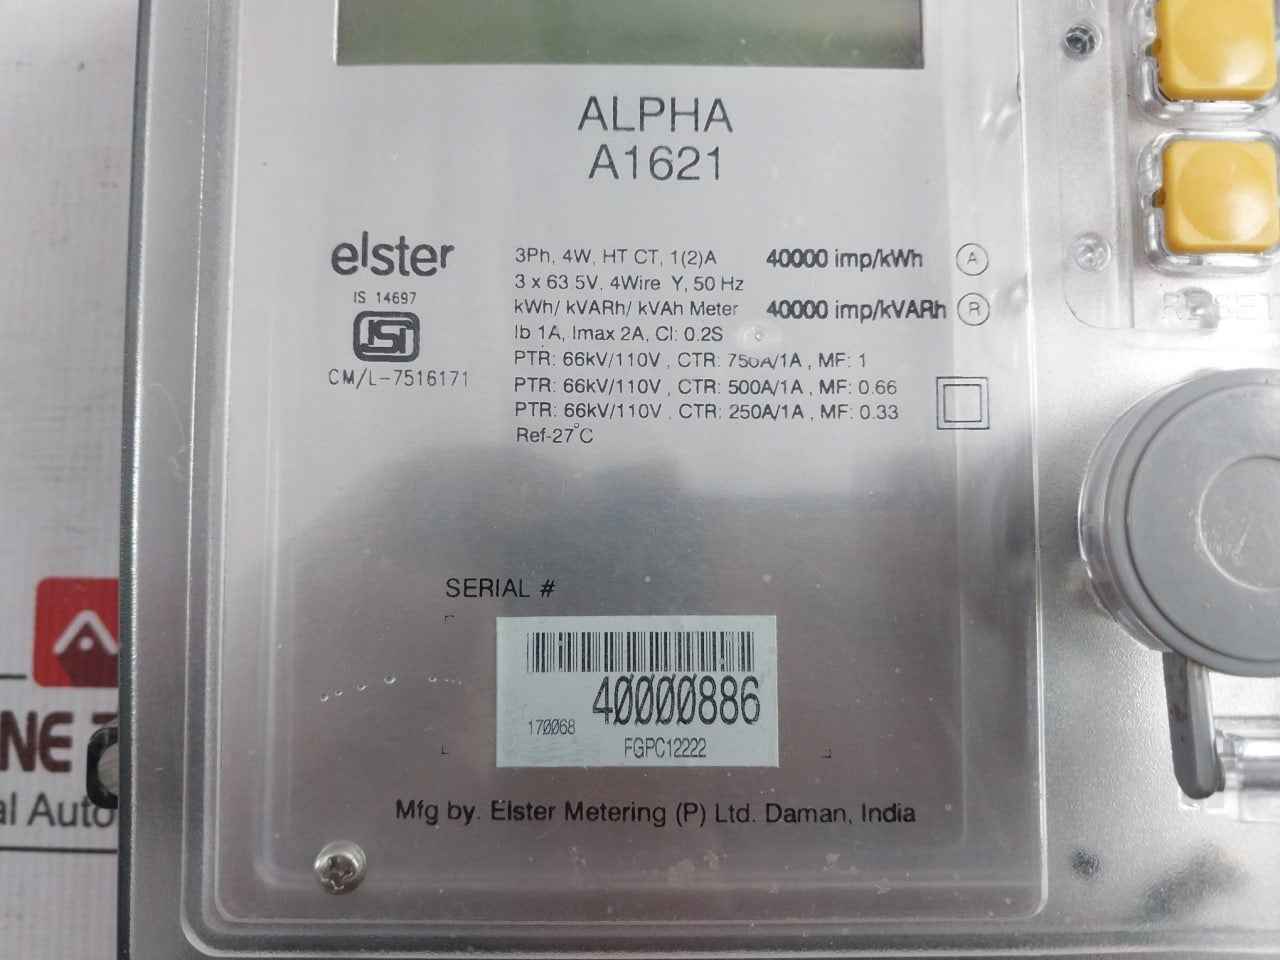 ALPHA
A1621
elster
IS 14697
ISI
CM/L-7516171
3Ph, 4W, HT CT, 1(2)A 40000 imp/kWh A
3 x 63.5V, 4Wire Y, 50 Hz
kWh/ kVARh/ kVAh Meter 40000 imp/kVARh R
Ib 1A, Imax 2A, Cl: 0.2S
PTR: 66kV/110V , CTR: 750A/1A , MF: 1
PTR: 66kV/110V , CTR: 500A/1A , MF: 0.66
PTR: 66kV/110V , CTR: 250A/1A , MF: 0.33
Ref-27°C
RESET
SERIAL #
40000886
170068
FGPC12222
Mfg by. Elster Metering (P) Ltd. Daman, India